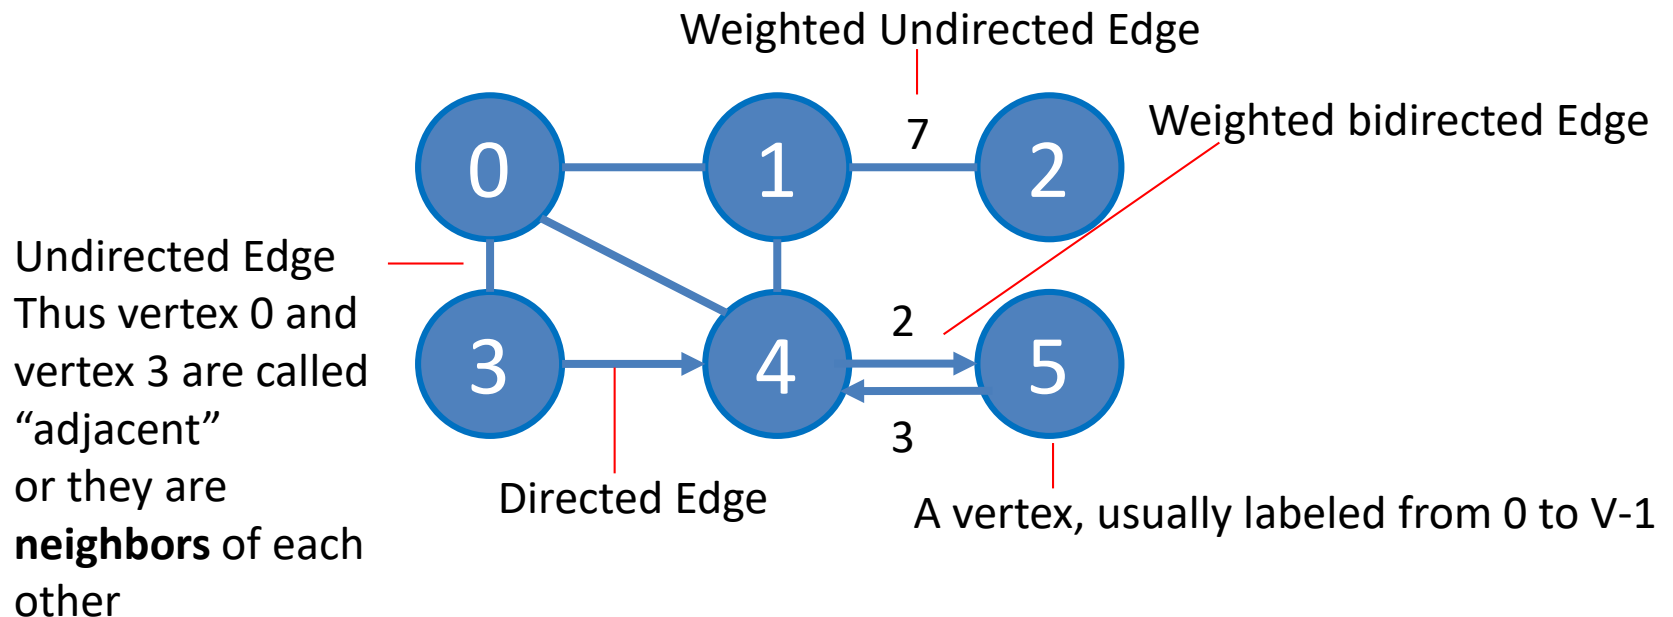 Weighted Undirected Edge
7
Weighted bidirected Edge
0
1
2
Undirected Edge
Thus vertex 0 and
vertex 3 are called
“adjacent”
or they are
neighbors of each
other
2
3
4
5
3
Directed Edge
A vertex, usually labeled from 0 to V-1